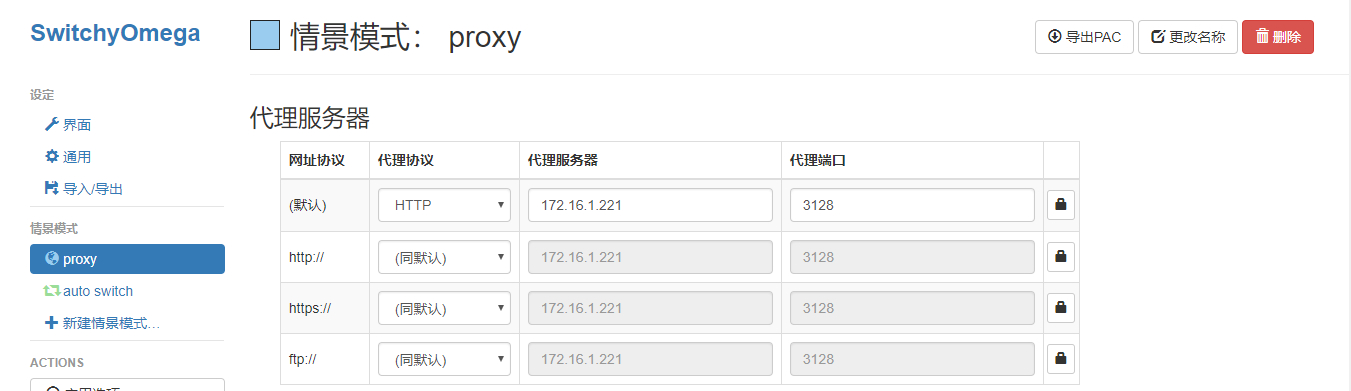 SwitchyOmega
设定
界面
通用
导入/导出
情景模式
proxy
auto switch
新建情景模式...
ACTIONS
情景模式： proxy
导出PAC
更改名称
删除
代理服务器
网址协议 代理协议 代理服务器 代理端口
(默认) HTTP 172.16.1.221 3128
http:// (同默认) 172.16.1.221 3128
https:// (同默认) 172.16.1.221 3128
ftp:// (同默认) 172.16.1.221 3128